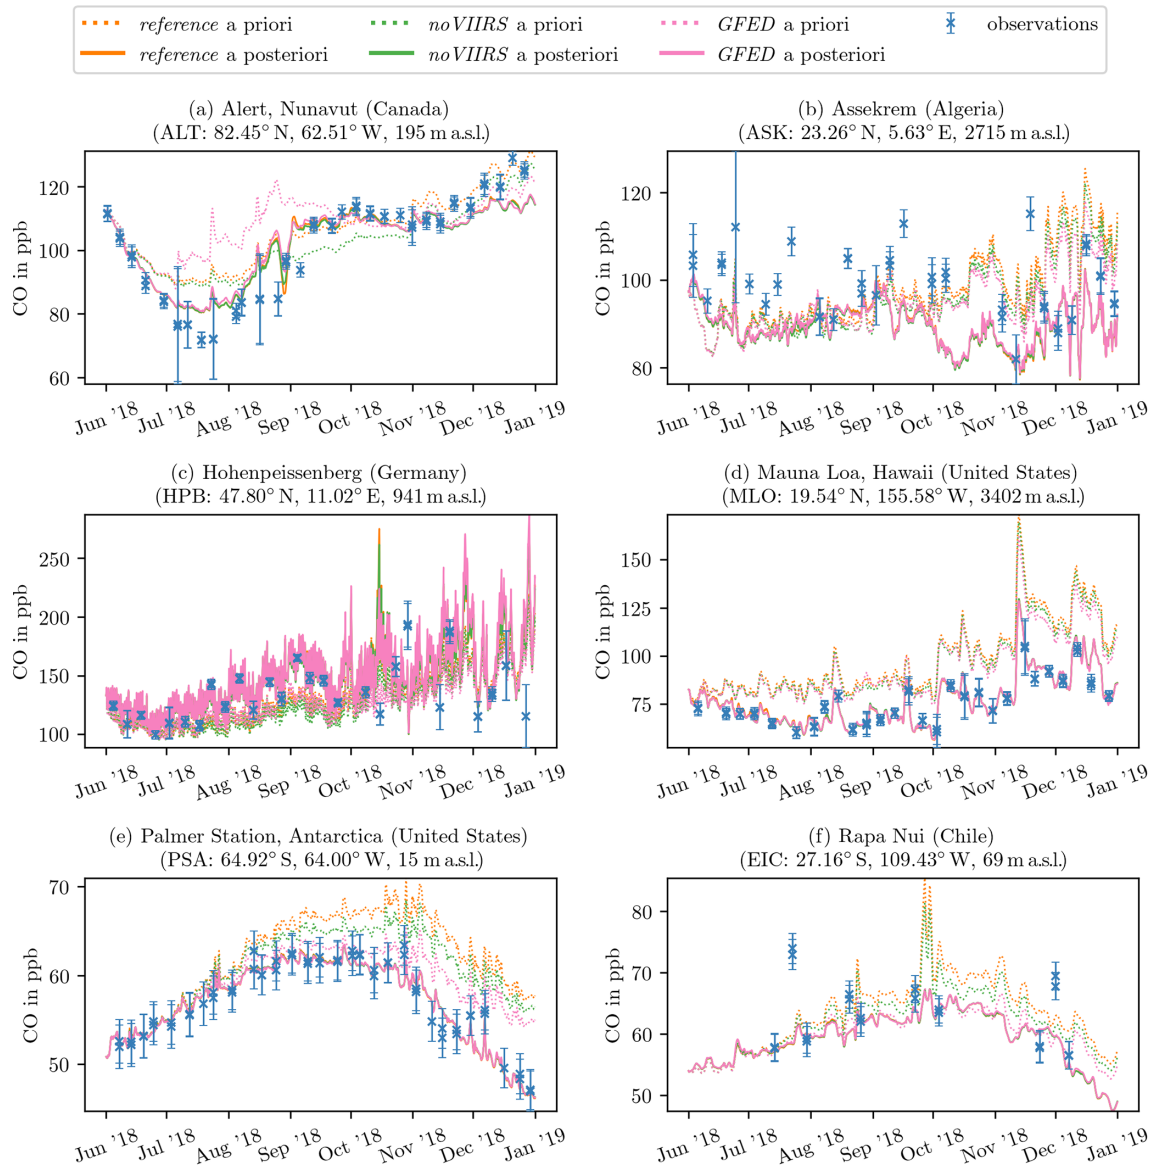 reference a priori
noVIIRS a priori
GFED a priori
observations
reference a posteriori
noVIIRS a posteriori
GFED a posteriori
(a) Alert, Nunavut (Canada)
(ALT: 82.45° N, 62.51° W, 195 m a.s.l.)
CO in ppb
120
100
80
60
Jun '18
Jul '18
Aug '18
Sep '18
Oct '18
Nov '18
Dec '18
Jan '19
(b) Assekrem (Algeria)
(ASK: 23.26° N, 5.63° E, 2715 m a.s.l.)
CO in ppb
120
100
80
Jun '18
Jul '18
Aug '18
Sep '18
Oct '18
Nov '18
Dec '18
Jan '19
(c) Hohenpeissenberg (Germany)
(HPB: 47.80° N, 11.02° E, 941 m a.s.l.)
CO in ppb
250
200
150
100
Jun '18
Jul '18
Aug '18
Sep '18
Oct '18
Nov '18
Dec '18
Jan '19
(d) Mauna Loa, Hawaii (United States)
(MLO: 19.54° N, 155.58° W, 3402 m a.s.l.)
CO in ppb
150
125
100
75
Jun '18
Jul '18
Aug '18
Sep '18
Oct '18
Nov '18
Dec '18
Jan '19
(e) Palmer Station, Antarctica (United States)
(PSA: 64.92° S, 64.00° W, 15 m a.s.l.)
CO in ppb
70
60
50
Jun '18
Jul '18
Aug '18
Sep '18
Oct '18
Nov '18
Dec '18
Jan '19
(f) Rapa Nui (Chile)
(EIC: 27.16° S, 109.43° W, 69 m a.s.l.)
CO in ppb
80
70
60
50
Jun '18
Jul '18
Aug '18
Sep '18
Oct '18
Nov '18
Dec '18
Jan '19